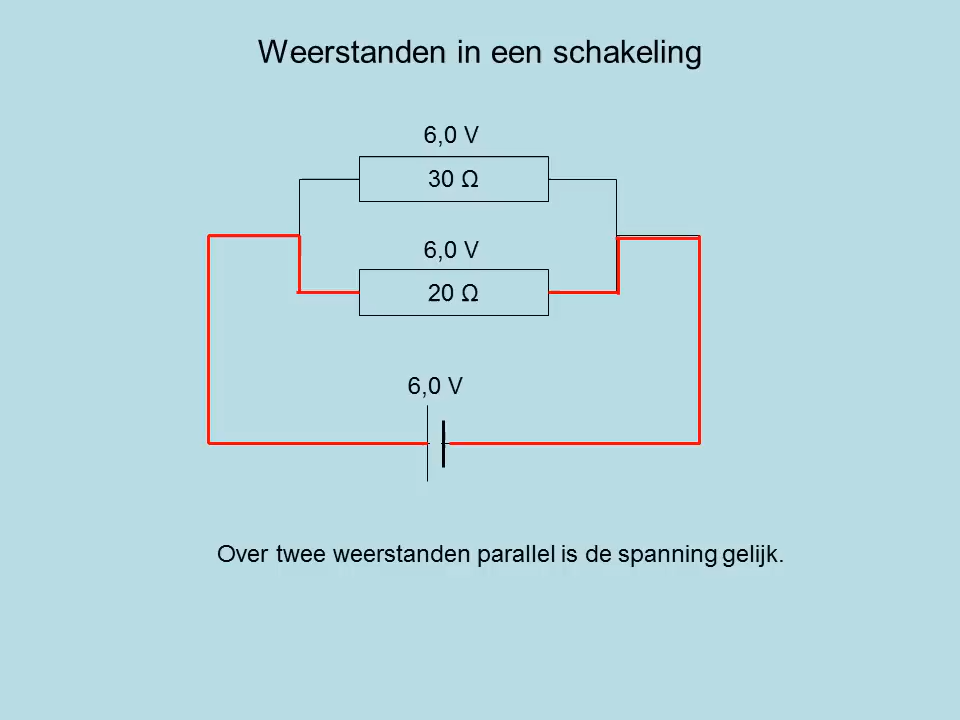 Weerstanden in een schakeling
6,0 V
30 Ω
6,0 V
20 Ω
6,0 V
Over twee weerstanden parallel is de spanning gelijk.